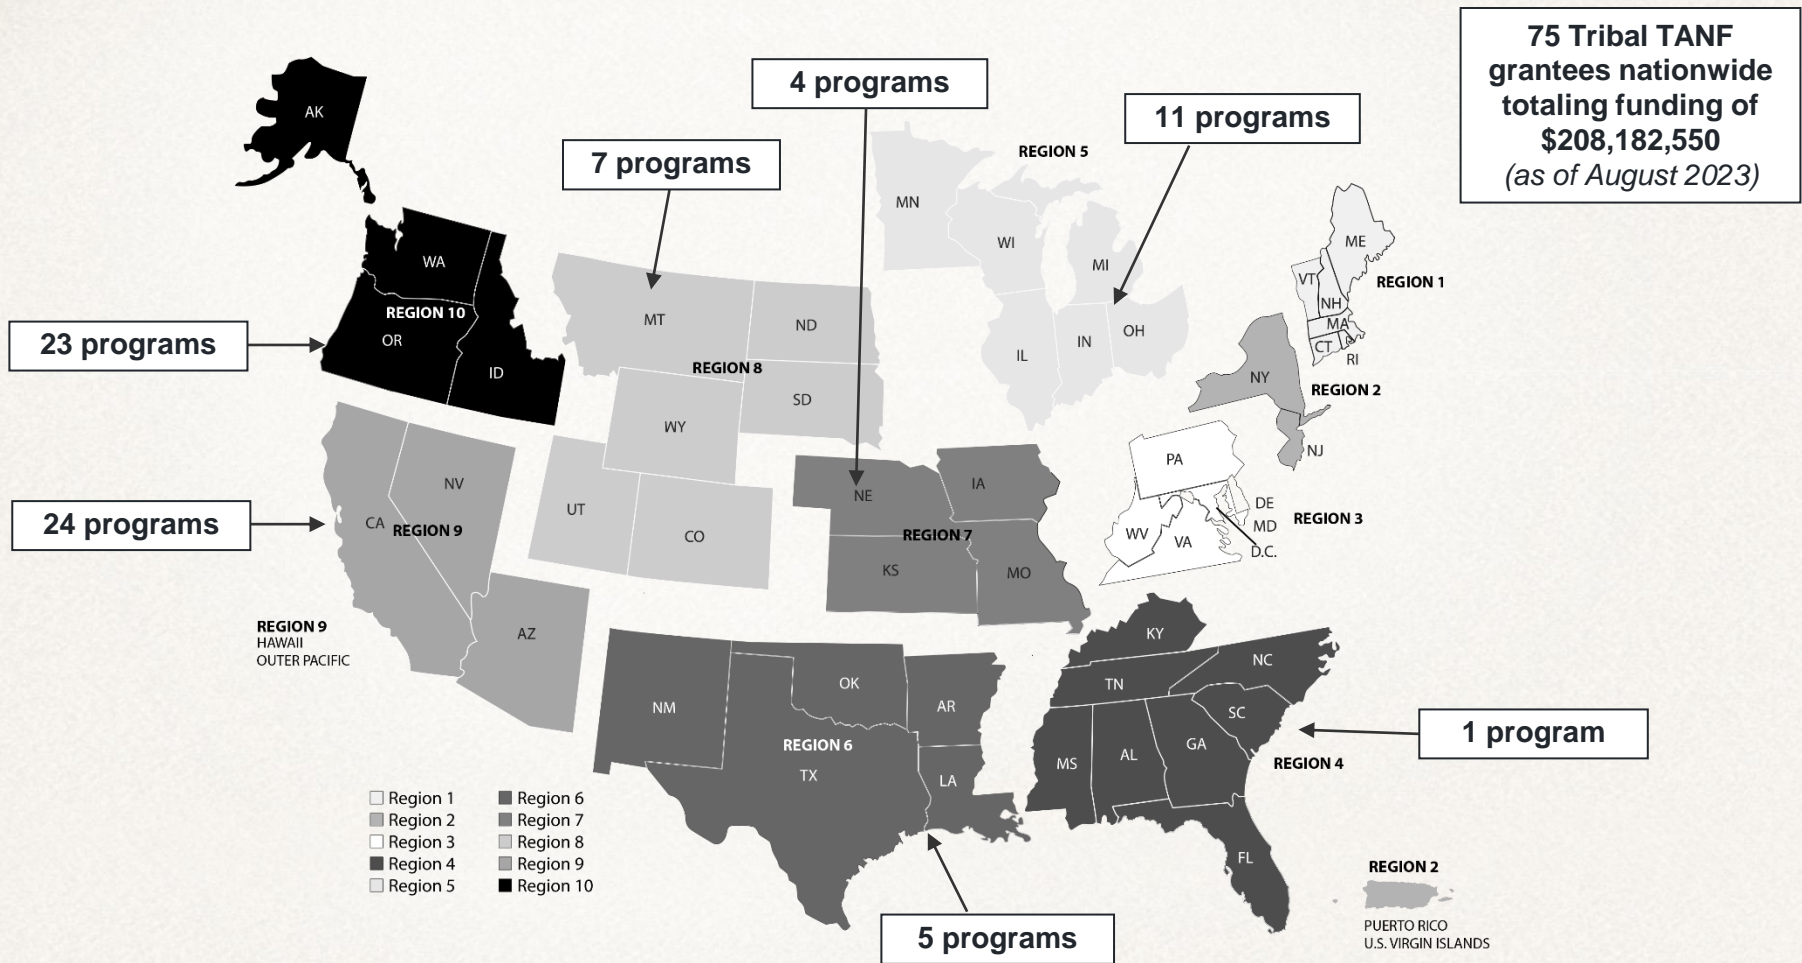 75 Tribal TANF
grantees nationwide
totaling funding of
$208,182,550
(as of August 2023)
4 programs
11 programs
7 programs
23 programs
24 programs
1 program
5 programs
AK
WA
REGION 10
OR
ID
MT
ND
REGION 8
SD
WY
UT
CO
REGION 5
MN
WI
MI
IL
IN
OH
ME
REGION 1
VT
NH
MA
CT
RI
NY
REGION 2
NJ
PA
DE
REGION 3
MD
WV
VA
D.C.
NV
CA
REGION 9
AZ
REGION 9
HAWAII
OUTER PACIFIC
NE
IA
REGION 7
KS
MO
OK
NM
AR
REGION 6
TX
LA
KY
NC
TN
SC
GA
AL
MS
REGION 4
FL
Region 1
Region 2
Region 3
Region 4
Region 5
Region 6
Region 7
Region 8
Region 9
Region 10
REGION 2
PUERTO RICO
U.S. VIRGIN ISLANDS